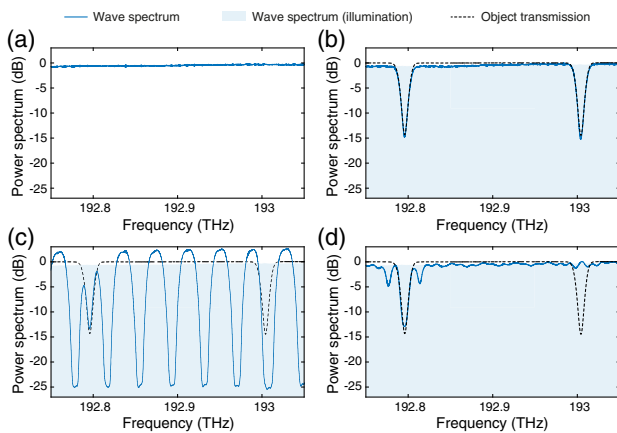 Wave spectrum Wave spectrum (illumination) Object transmission
(a) (b)
0 0
-5 -5
-10 -10
-15 -15
-20 -20
-25 -25
Power spectrum (dB) Power spectrum (dB)
192.8 192.9 193 192.8 192.9 193
Frequency (THz) Frequency (THz)
(c) (d)
0 0
-5 -5
-10 -10
-15 -15
-20 -20
-25 -25
Power spectrum (dB) Power spectrum (dB)
192.8 192.9 193 192.8 192.9 193
Frequency (THz) Frequency (THz)